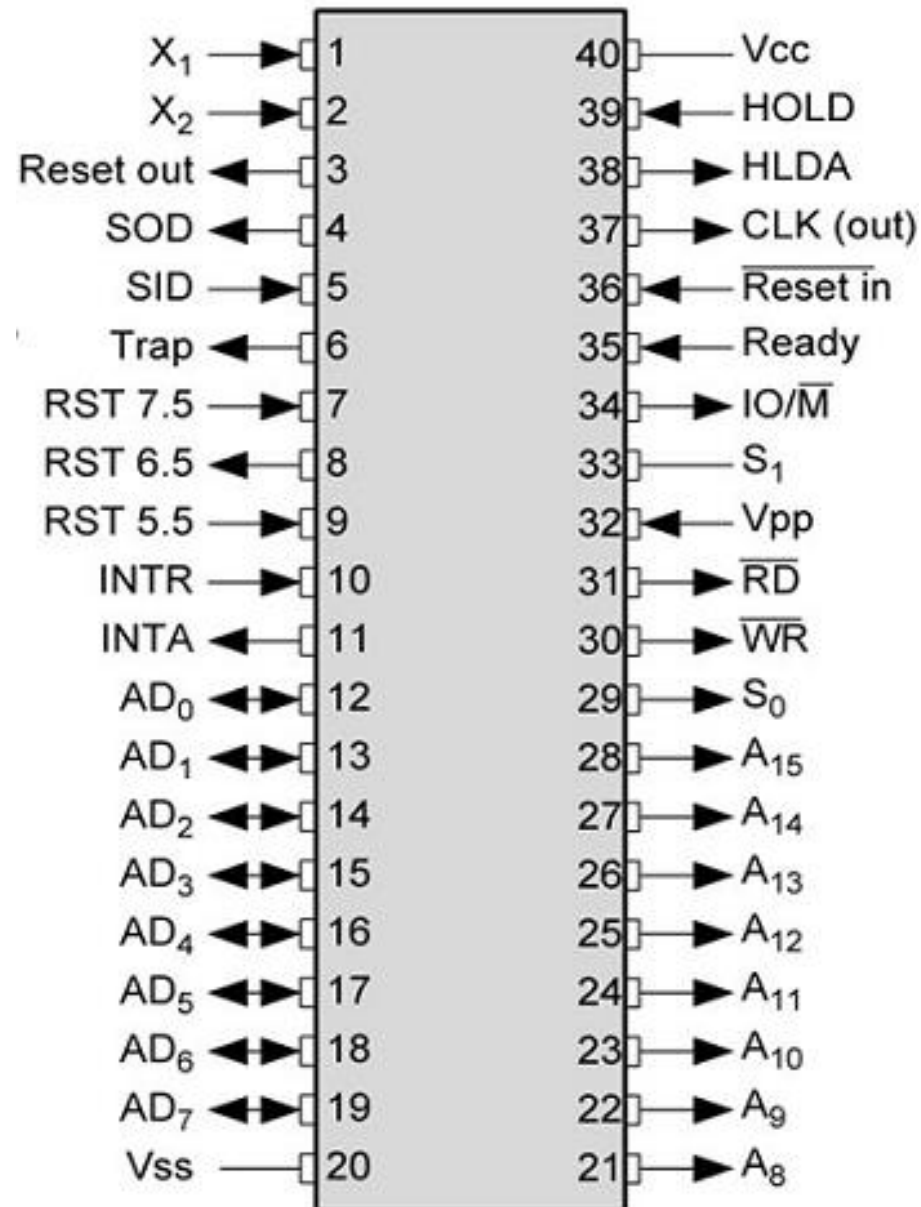 X₁ 1 40 Vcc
X₂ 2 39 HOLD
Reset out 3 38 HLDA
SOD 4 37 CLK (out)
SID 5 36 R̅e̅s̅e̅t̅ ̅i̅n̅
Trap 6 35 Ready
RST 7.5 7 34 IO/M̅
RST 6.5 8 33 S₁
RST 5.5 9 32 Vpp
INTR 10 31 R̅D̅
INTA 11 30 W̅R̅
AD₀ 12 29 S₀
AD₁ 13 28 A₁₅
AD₂ 14 27 A₁₄
AD₃ 15 26 A₁₃
AD₄ 16 25 A₁₂
AD₅ 17 24 A₁₁
AD₆ 18 23 A₁₀
AD₇ 19 22 A₉
Vss 20 21 A₈